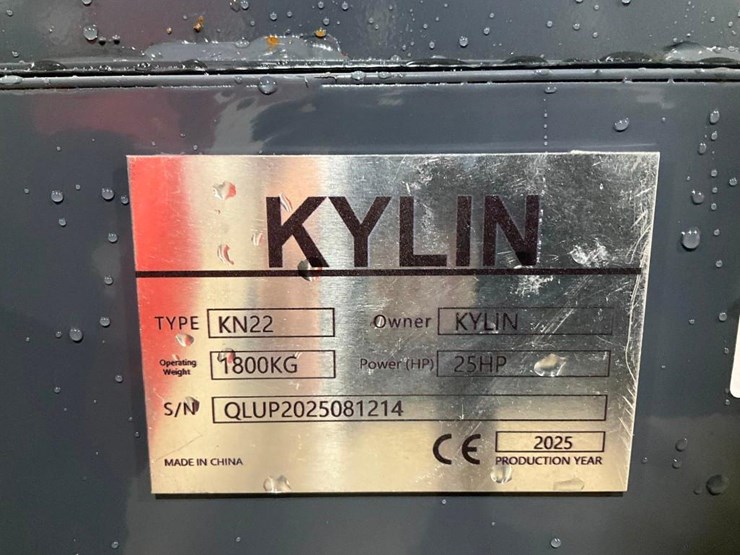 KYLIN
TYPE KN22 Owner KYLIN
Operating Weight 1800KG Power (HP) 25HP
S/N QLUP2025081214
CE 2025
MADE IN CHINA PRODUCTION YEAR